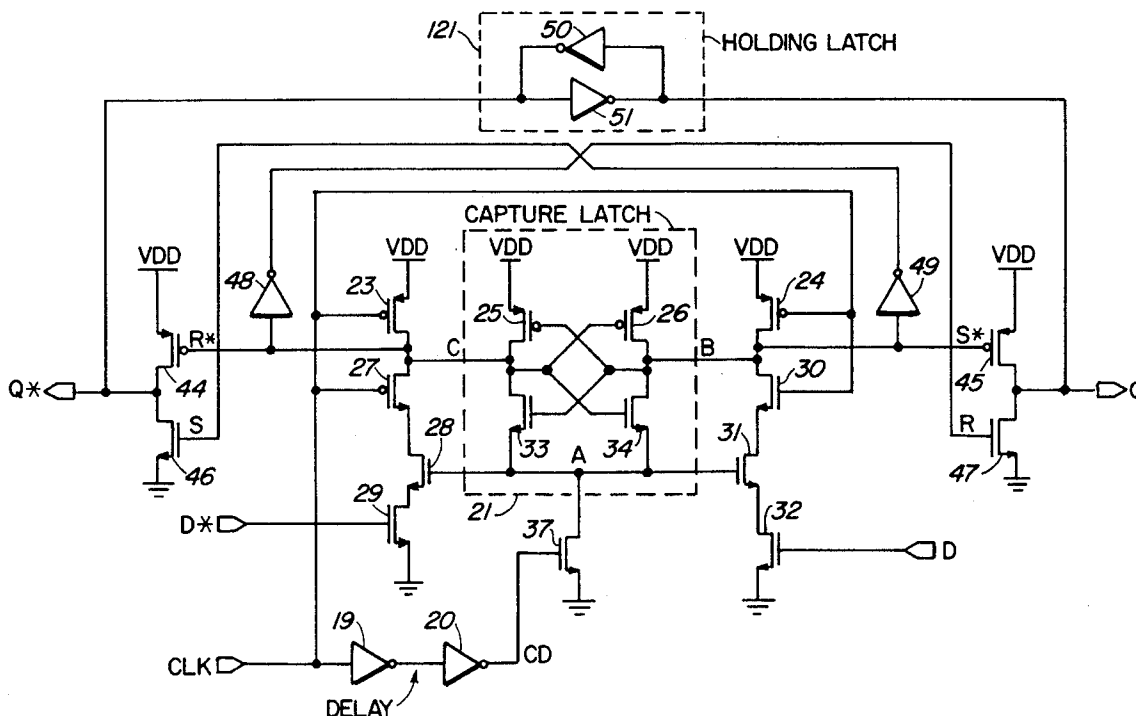 50
121
HOLDING LATCH
51
CAPTURE LATCH
VDD
VDD
VDD
VDD
VDD
VDD
48
23
25
26
24
49
R*
C
B
S*
Q*
44
27
30
45
S
33
34
R
46
28
A
31
47
29
21
32
D*
37
D
19
20
CLK
CD
DELAY